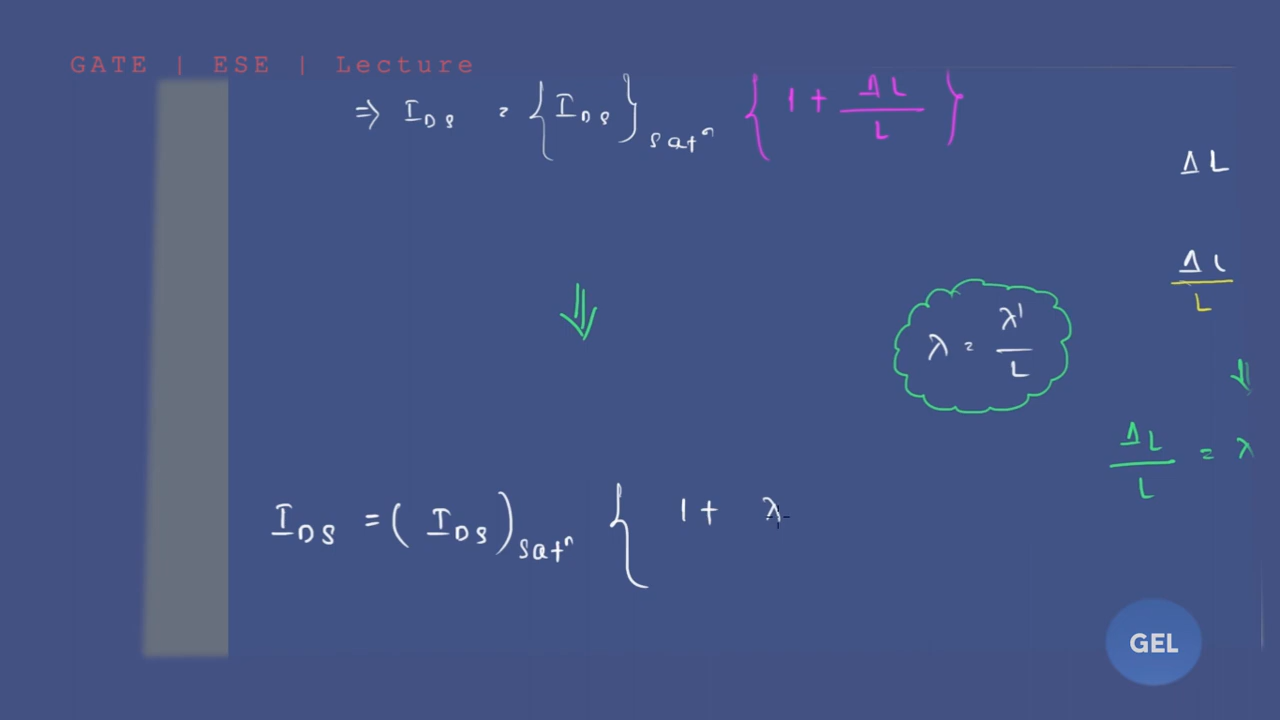 GATE | ESE | Lecture
⇒ I_DS = {I_DS}_satⁿ {1 + ΔL/L}
ΔL
ΔL/L
⇓
λ = λ'/L
⇓
ΔL/L = λ
I_DS = (I_DS)_satⁿ { 1 + λ
GEL